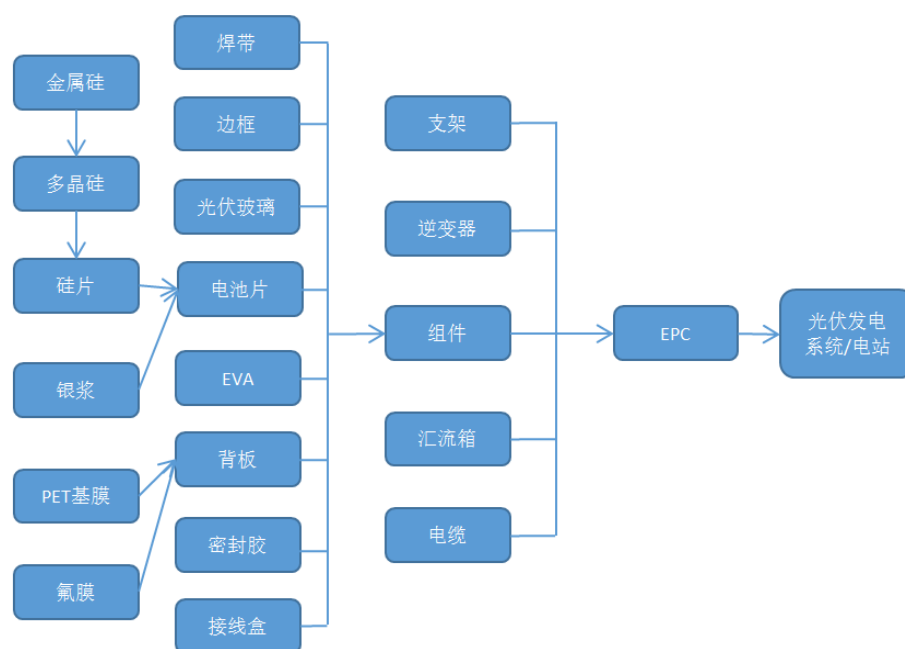 金属硅
多晶硅
硅片
银浆
PET基膜
氟膜
焊带
边框
光伏玻璃
电池片
EVA
背板
密封胶
接线盒
支架
逆变器
组件
汇流箱
电缆
EPC
光伏发电
系统/电站